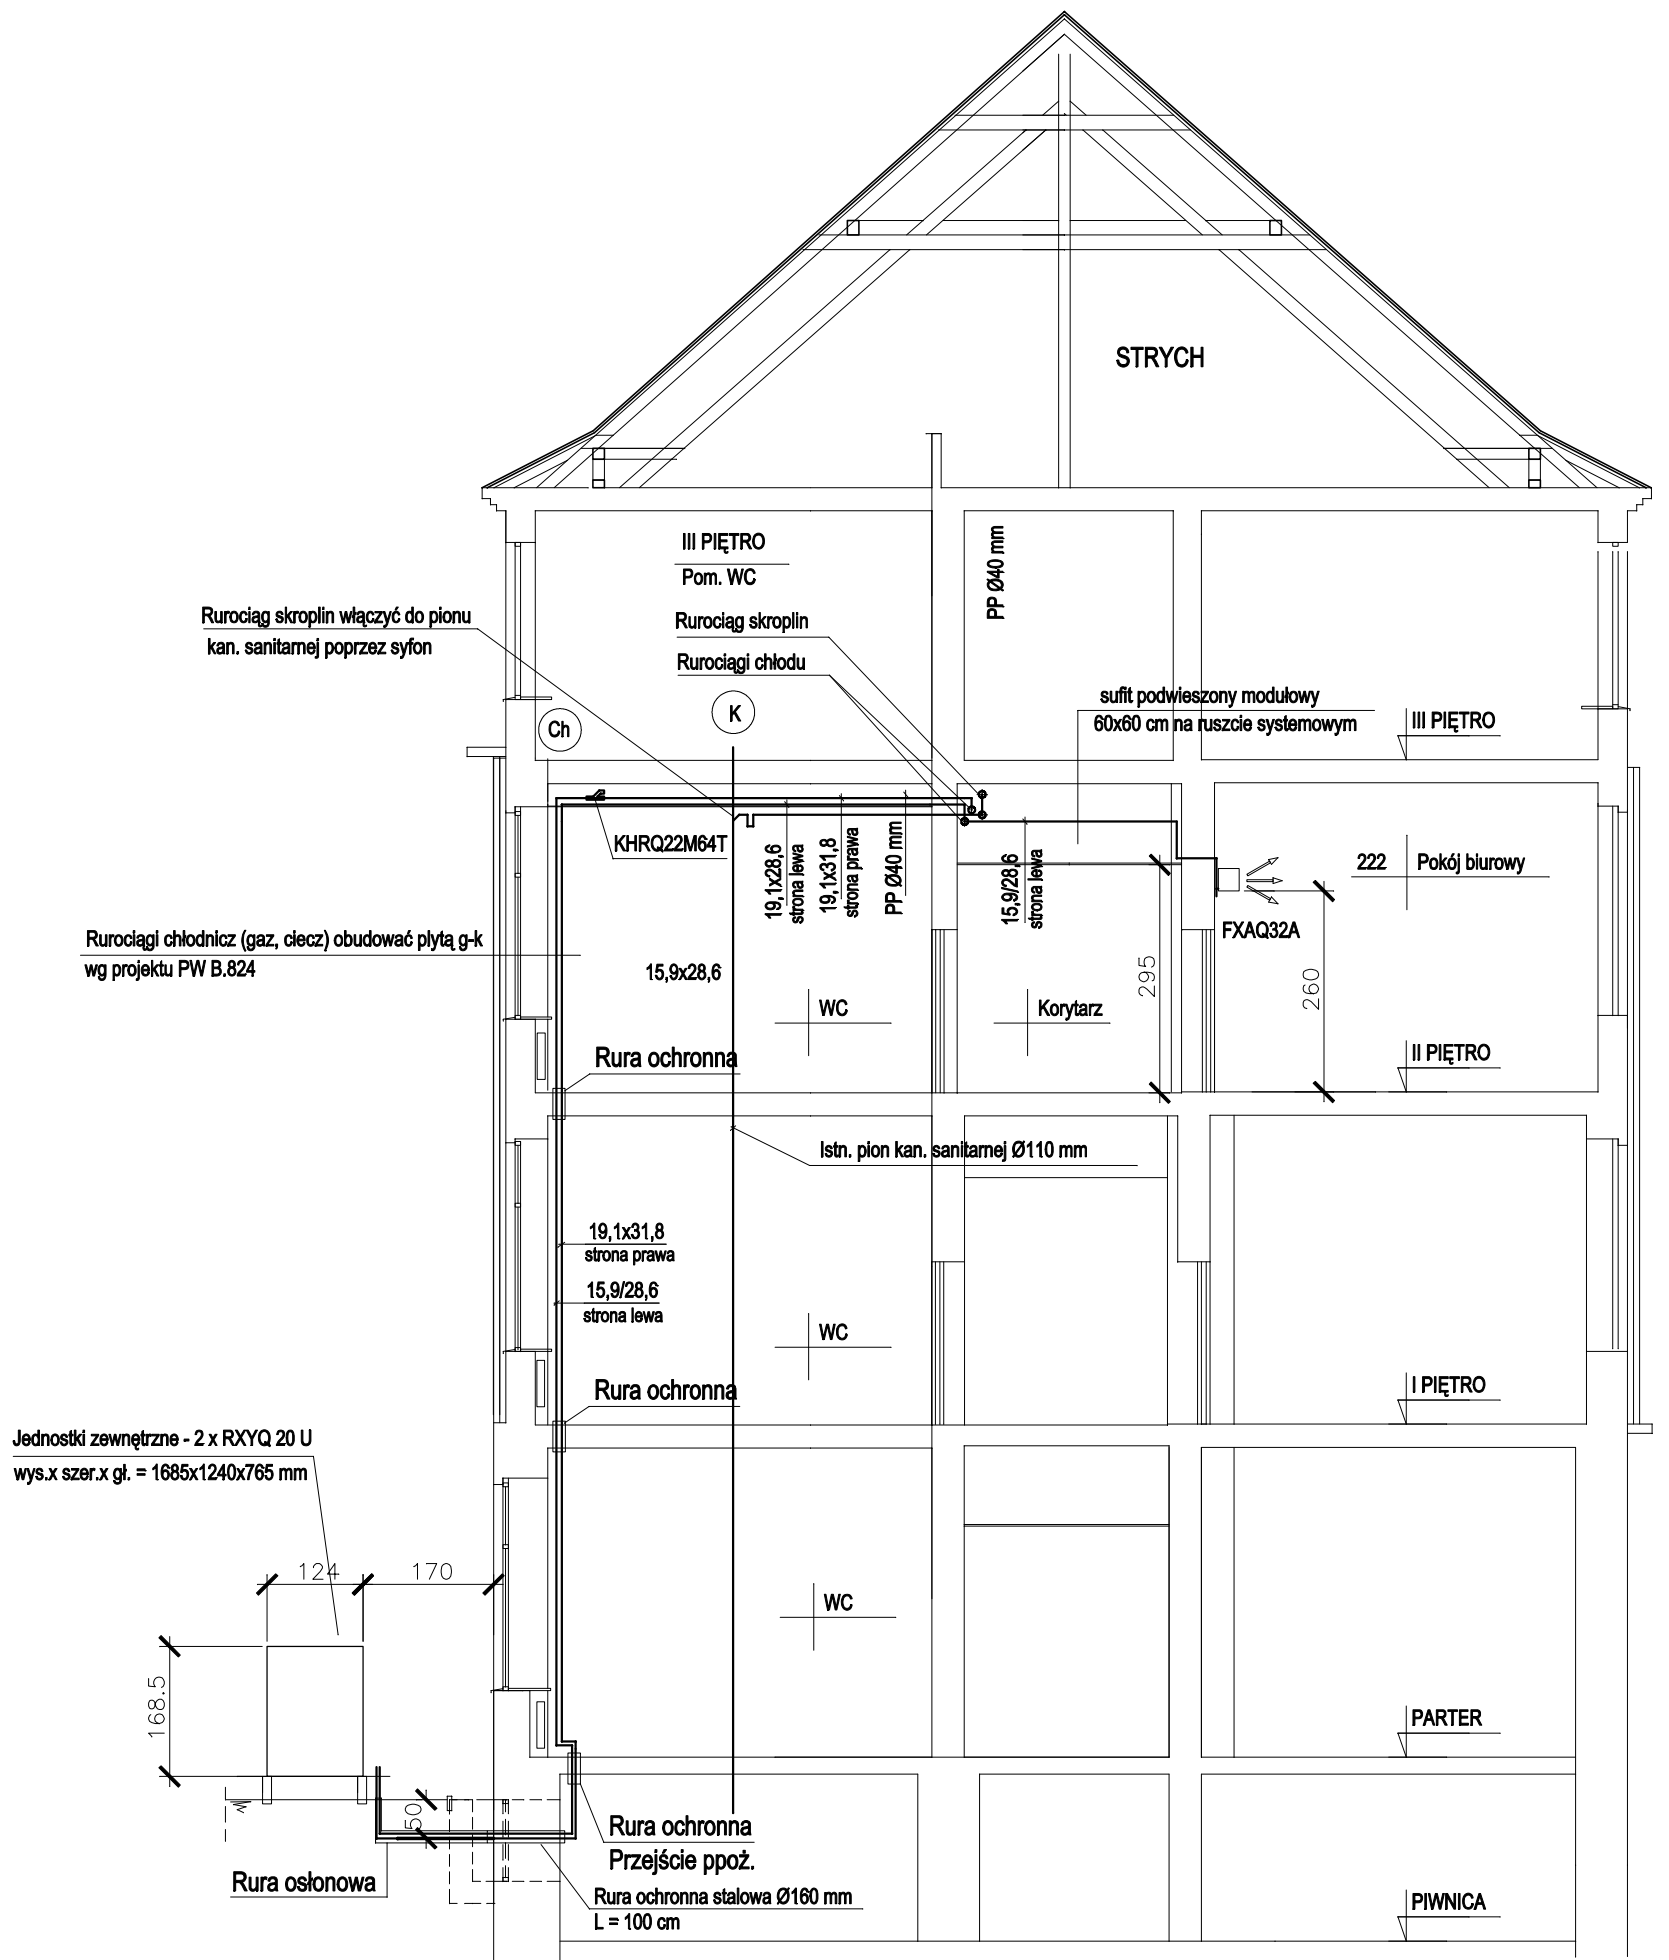 STRYCH
III PIĘTRO
Pom. WC
PP Ø40 mm
Rurociąg skroplin włączyć do pionu
kan. sanitarnej poprzez syfon
Rurociąg skroplin
Rurociągi chłodu
sufit podwieszony modułowy
60x60 cm na ruszcie systemowym
III PIĘTRO
Ch
K
KHRQ22M64T
19,1x28,6
strona lewa
19,1x31,8
strona prawa
PP Ø40 mm
15,9/28,6
strona lewa
222 Pokój biurowy
FXAQ32A
Rurociągi chłodnicz (gaz, ciecz) obudować plytą g-k
wg projektu PW B.824
15,9x28,6
295
260
WC
Korytarz
II PIĘTRO
Rura ochronna
Istn. pion kan. sanitarnej Ø110 mm
19,1x31,8
strona prawa
15,9/28,6
strona lewa
WC
I PIĘTRO
Rura ochronna
Jednostki zewnętrzne - 2 x RXYQ 20 U
wys.x szer.x gł. = 1685x1240x765 mm
124
170
WC
168.5
PARTER
50
Rura ochronna
Przejście ppoż.
Rura osłonowa
Rura ochronna stalowa Ø160 mm
L = 100 cm
PIWNICA